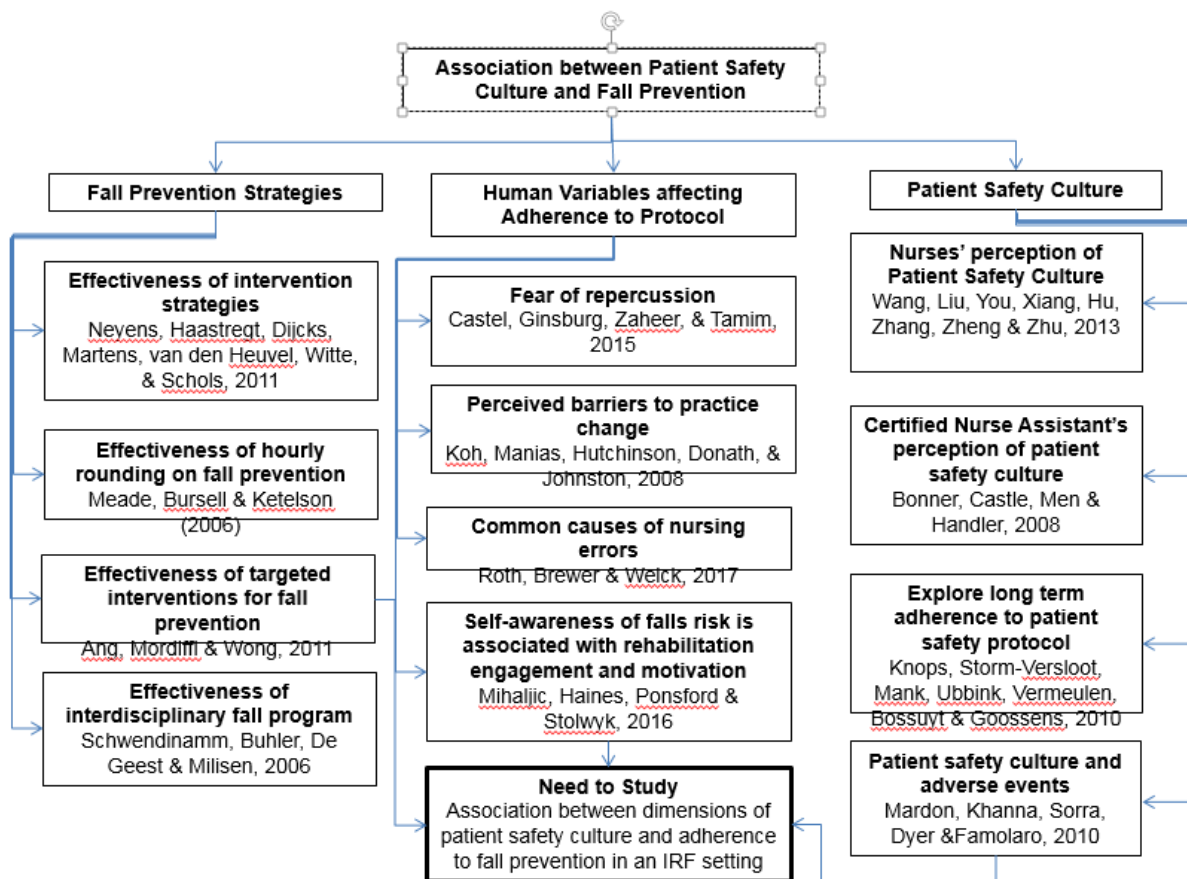 Association between Patient Safety
Culture and Fall Prevention
Fall Prevention Strategies
Effectiveness of intervention
strategies
Neyens, Haastregt, Dijcks,
Martens, van den Heuvel, Witte,
& Schols, 2011
Effectiveness of hourly
rounding on fall prevention
Meade, Bursell & Ketelson
(2006)
Effectiveness of targeted
interventions for fall
prevention
Ang, Mordiffi & Wong, 2011
Effectiveness of
interdisciplinary fall program
Schwendinamm, Buhler, De
Geest & Milisen, 2006
Human Variables affecting
Adherence to Protocol
Fear of repercussion
Castel, Ginsburg, Zaheer, & Tamim,
2015
Perceived barriers to practice
change
Koh, Manias, Hutchinson, Donath, &
Johnston, 2008
Common causes of nursing
errors
Roth, Brewer & Weick, 2017
Self-awareness of falls risk is
associated with rehabilitation
engagement and motivation
Mihaljic, Haines, Ponsford &
Stolwyk, 2016
Need to Study
Association between dimensions of
patient safety culture and adherence
to fall prevention in an IRF setting
Patient Safety Culture
Nurses' perception of
Patient Safety Culture
Wang, Liu, You, Xiang, Hu,
Zhang, Zheng & Zhu, 2013
Certified Nurse Assistant's
perception of patient
safety culture
Bonner, Castle, Men &
Handler, 2008
Explore long term
adherence to patient
safety protocol
Knops, Storm-Versloot,
Mank, Ubbink, Vermeulen,
Bossuyt & Goossens, 2010
Patient safety culture and
adverse events
Mardon, Khanna, Sorra,
Dyer &Famolaro, 2010